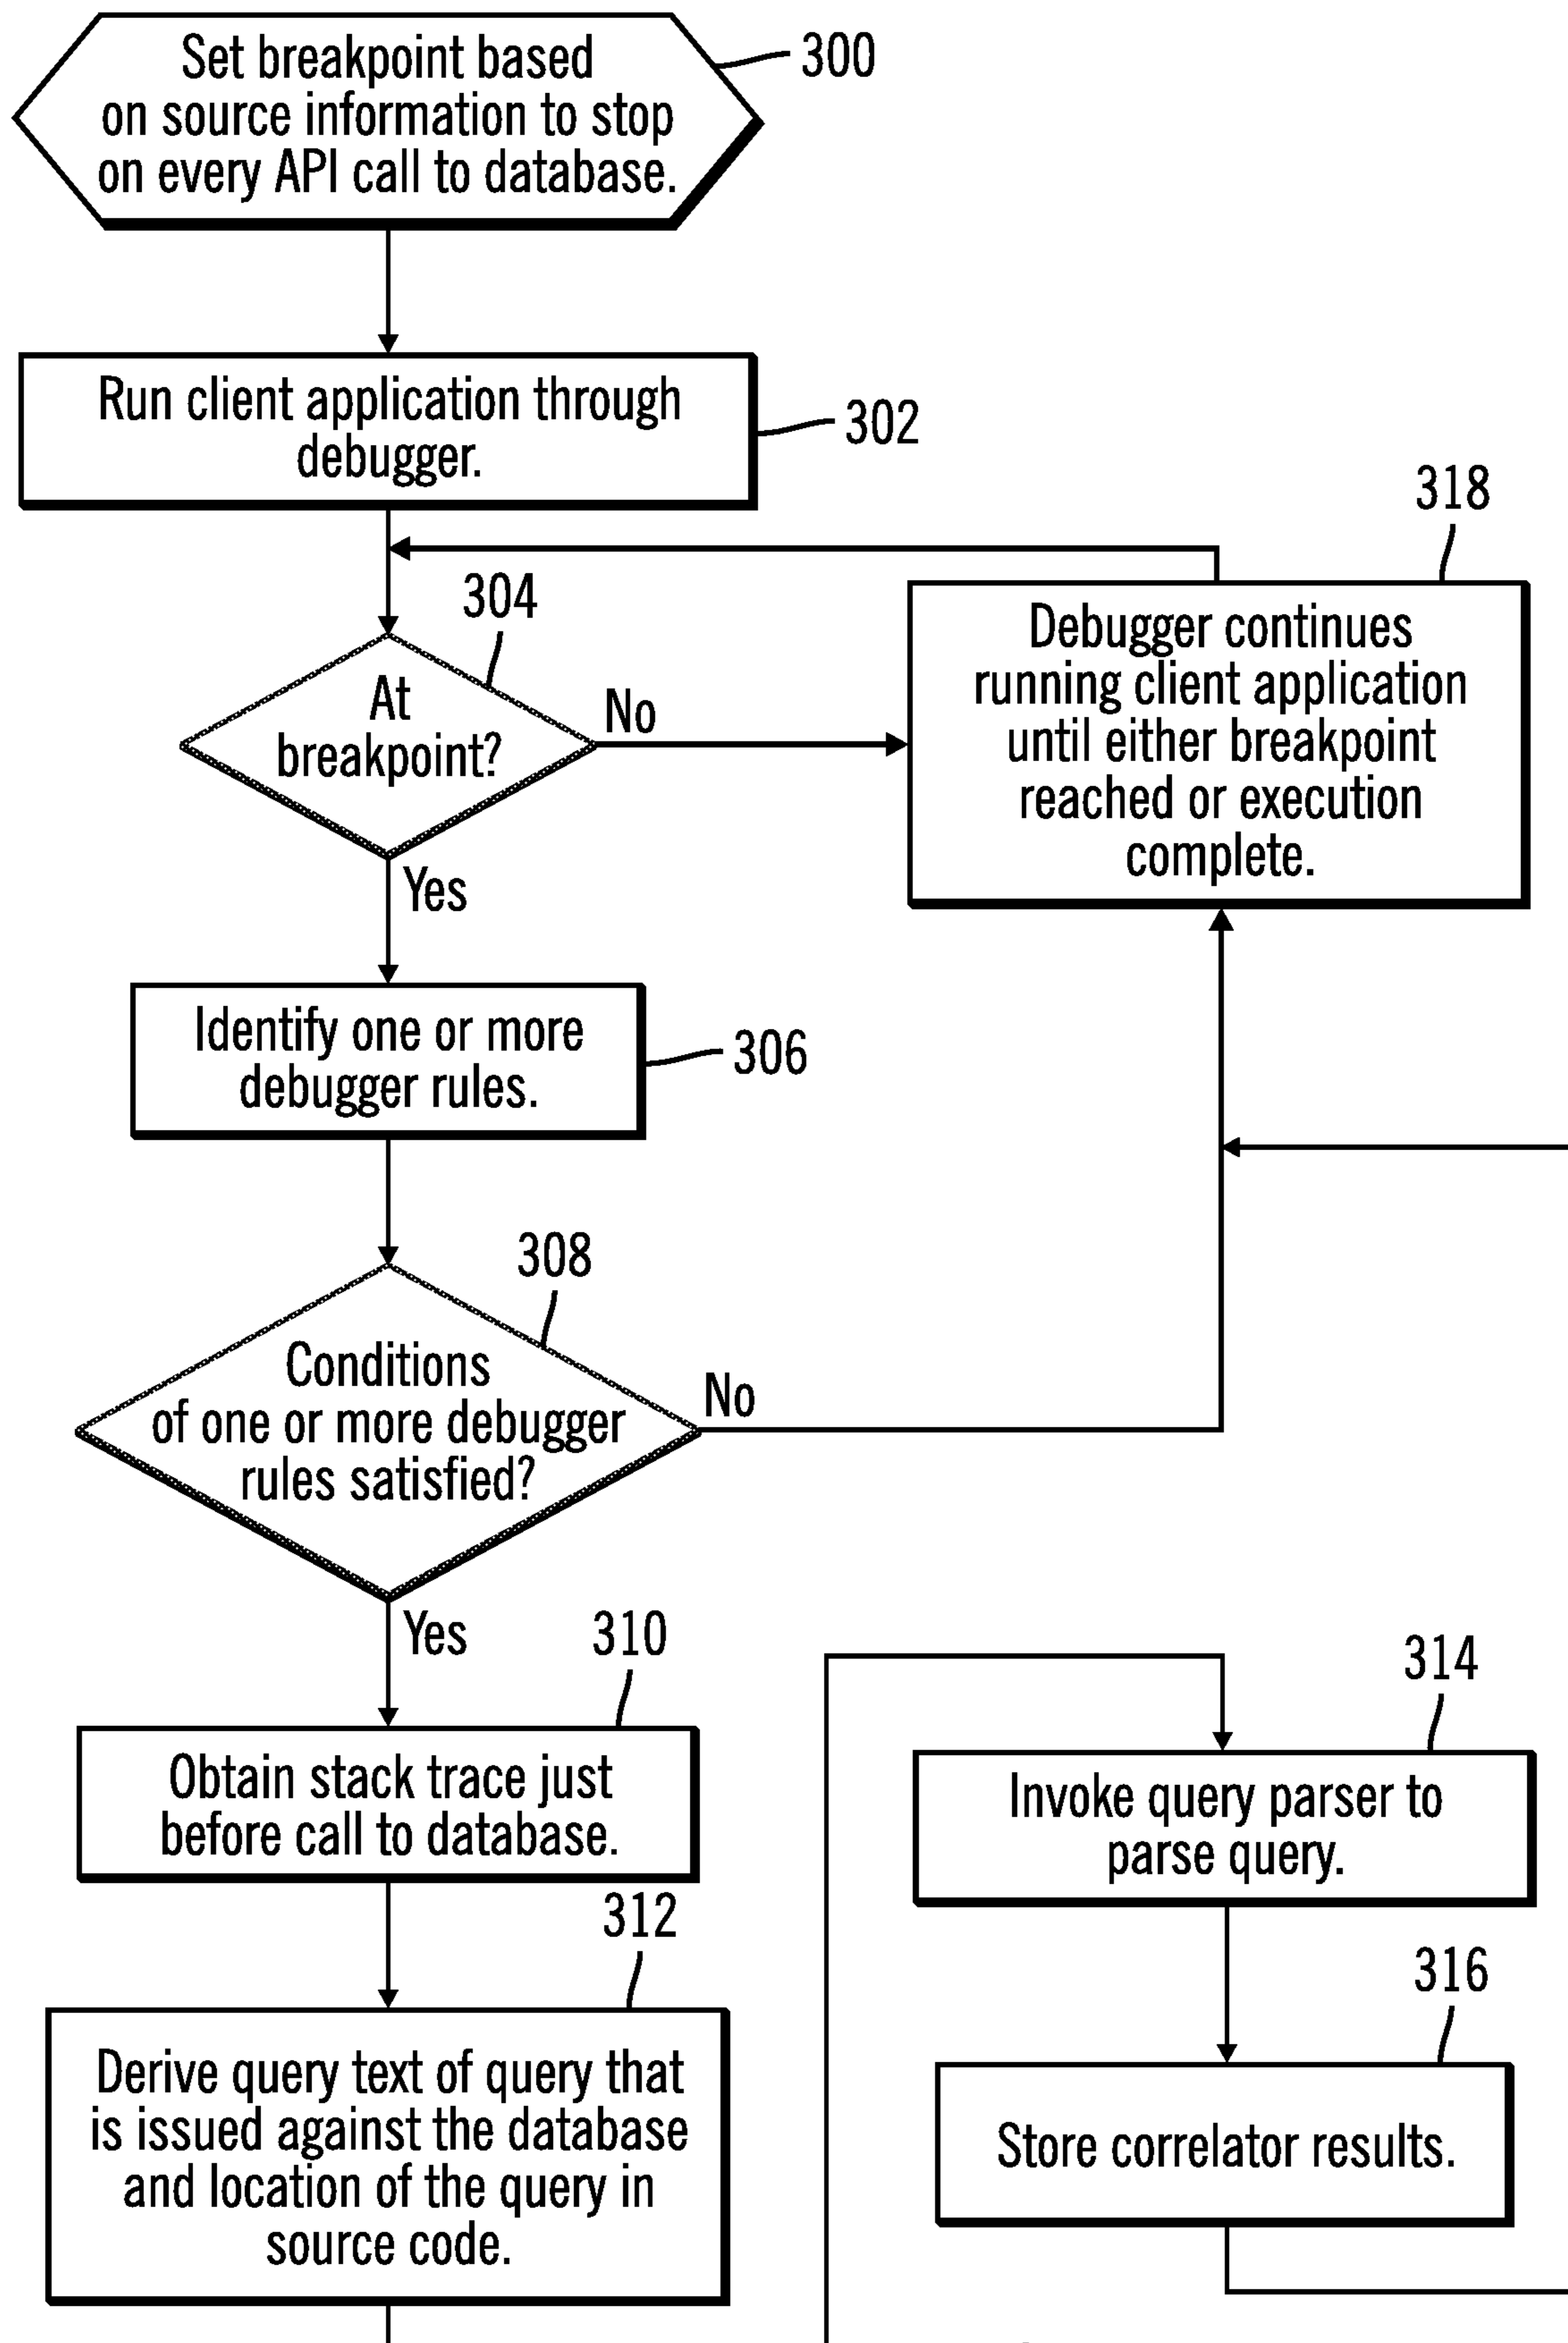 Set breakpoint based
on source information to stop
on every API call to database.
300
Run client application through
debugger.
302
318
304
At
breakpoint?
No
Yes
Debugger continues
running client application
until either breakpoint
reached or execution
complete.
Identify one or more
debugger rules.
306
308
Conditions
of one or more debugger
rules satisfied?
No
Yes
310
Obtain stack trace just
before call to database.
312
Derive query text of query that
is issued against the database
and location of the query in
source code.
314
Invoke query parser to
parse query.
316
Store correlator results.